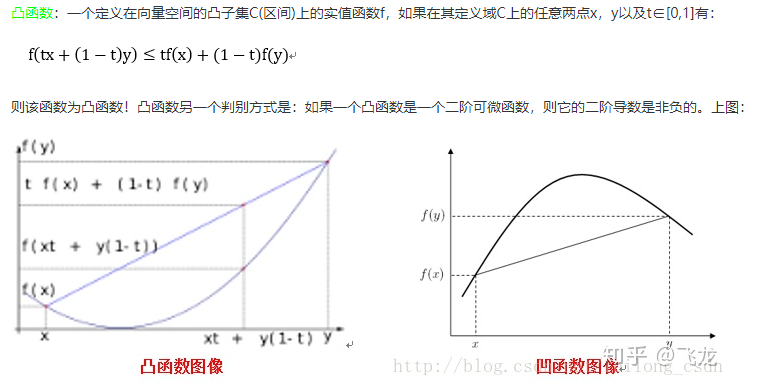 凸函数：一个定义在向量空间的凸子集C(区间)上的实值函数f，如果在其定义域C上的任意两点x，y以及t∈[0,1]有：
f(tx + (1 − t)y) ≤ tf(x) + (1 − t)f(y)
则该函数为凸函数！凸函数另一个判别方式是：如果一个凸函数是一个二阶可微函数，则它的二阶导数是非负的。上图：
f(y)
t f(x) + (1-t) f(y)
f(xt + y(1-t))
f(x)
x
xt + y(1-t)
y
凸函数图像
f(y)
f(x)
x
y
凹函数图像
知乎 @飞龙